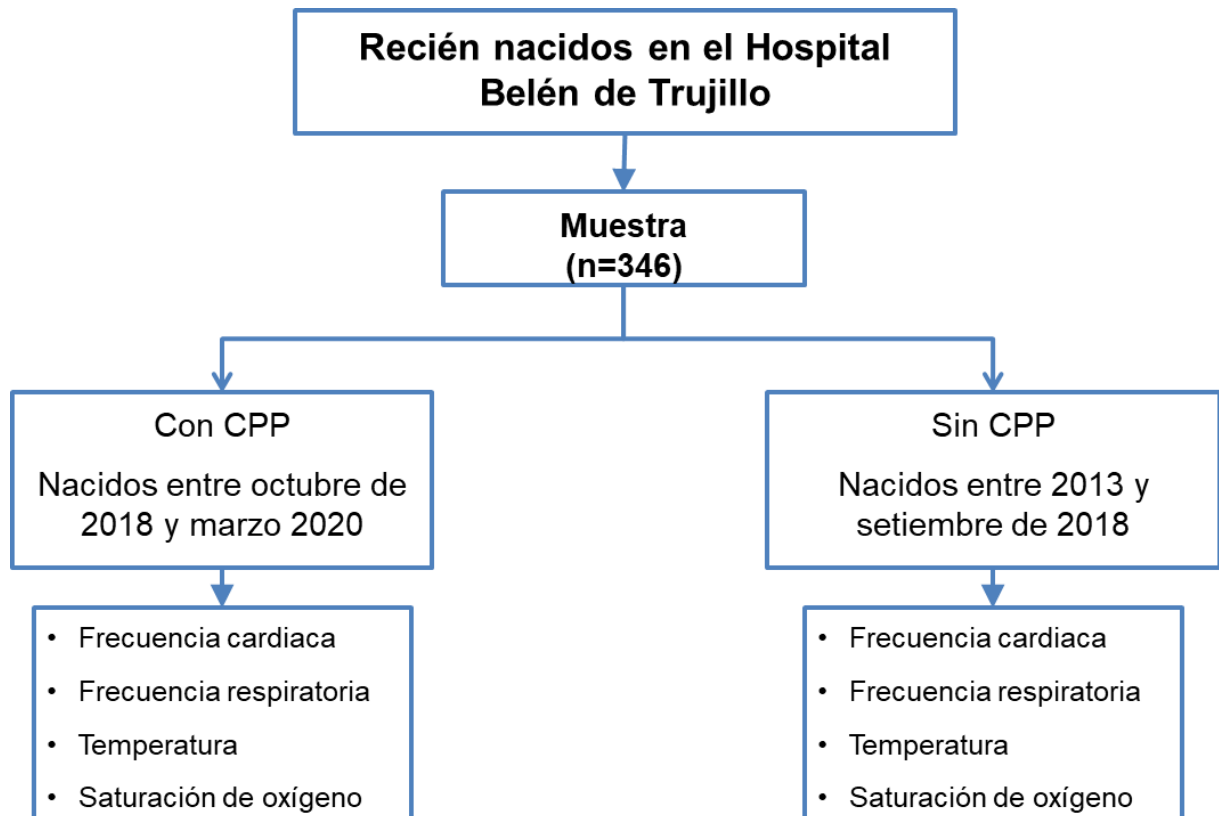 Recién nacidos en el Hospital
Belén de Trujillo
Muestra
(n=346)
Con CPP
Nacidos entre octubre de
2018 y marzo 2020
Sin CPP
Nacidos entre 2013 y
setiembre de 2018
• Frecuencia cardiaca
• Frecuencia respiratoria
• Temperatura
• Saturación de oxígeno
• Frecuencia cardiaca
• Frecuencia respiratoria
• Temperatura
• Saturación de oxígeno